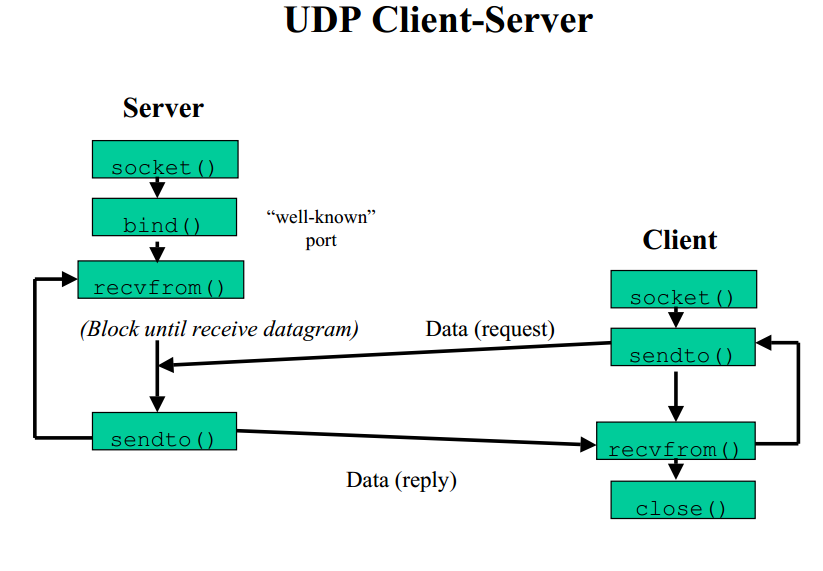 UDP Client-Server
Server
socket()
bind()
“well-known”
port
recvfrom()
(Block until receive datagram)
sendto()
Client
socket()
Data (request)
sendto()
recvfrom()
Data (reply)
close()